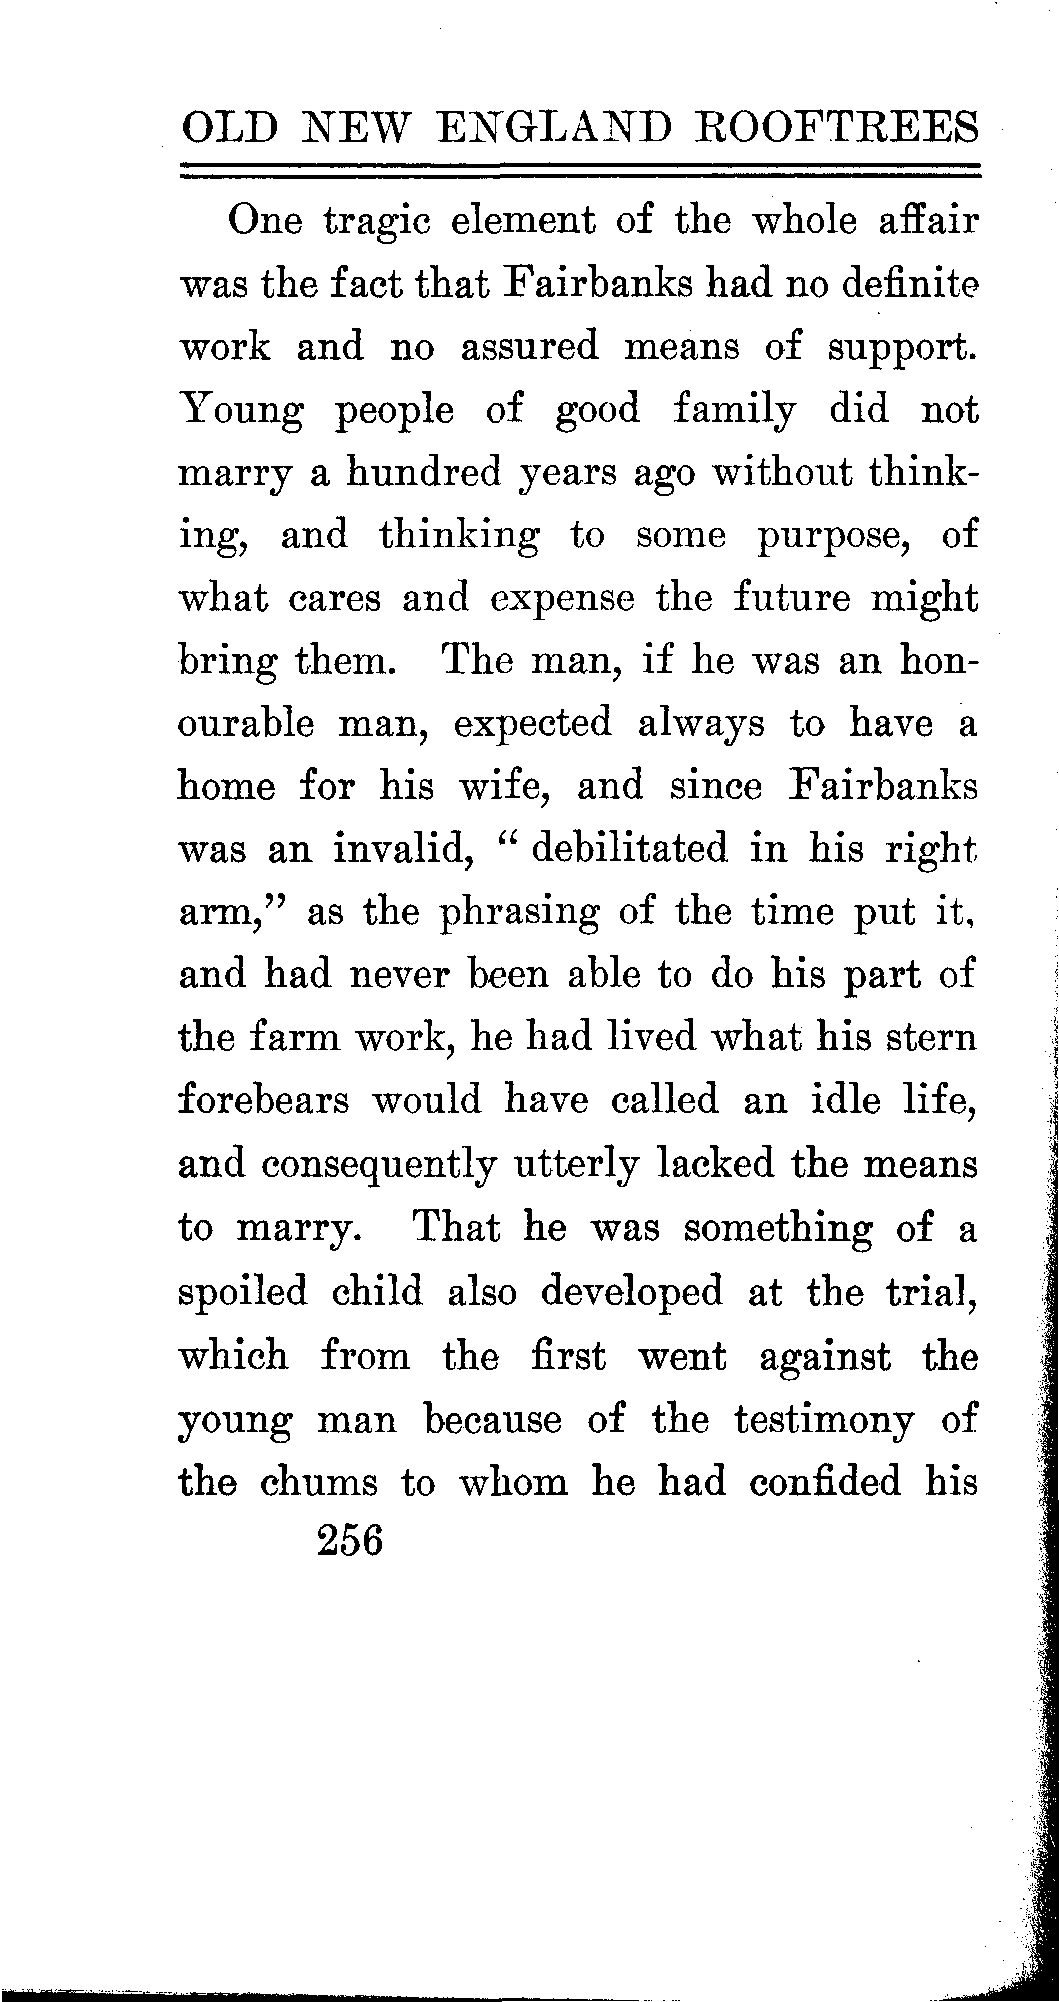 OLD NEW ENGLAND ROOFTREES
One tragic element of the whole affair
was the fact that Fairbanks had no definite
work and no assured means of support.
Young people of good family did not
marry a hundred years ago without think-
ing, and thinking to some purpose, of
what cares and expense the future might
bring them. The man, if he was an hon-
ourable man, expected always to have a
home for his wife, and since Fairbanks
was an invalid, " debilitated in his right
arm," as the phrasing of the time put it,
and had never been able to do his part of
the farm work, he had lived what his stern
forebears would have called an idle life,
and consequently utterly lacked the means
to marry. That he was something of a
spoiled child also developed at the trial,
which from the first went against the
young man because of the testimony of
the chums to whom he had confided his
256